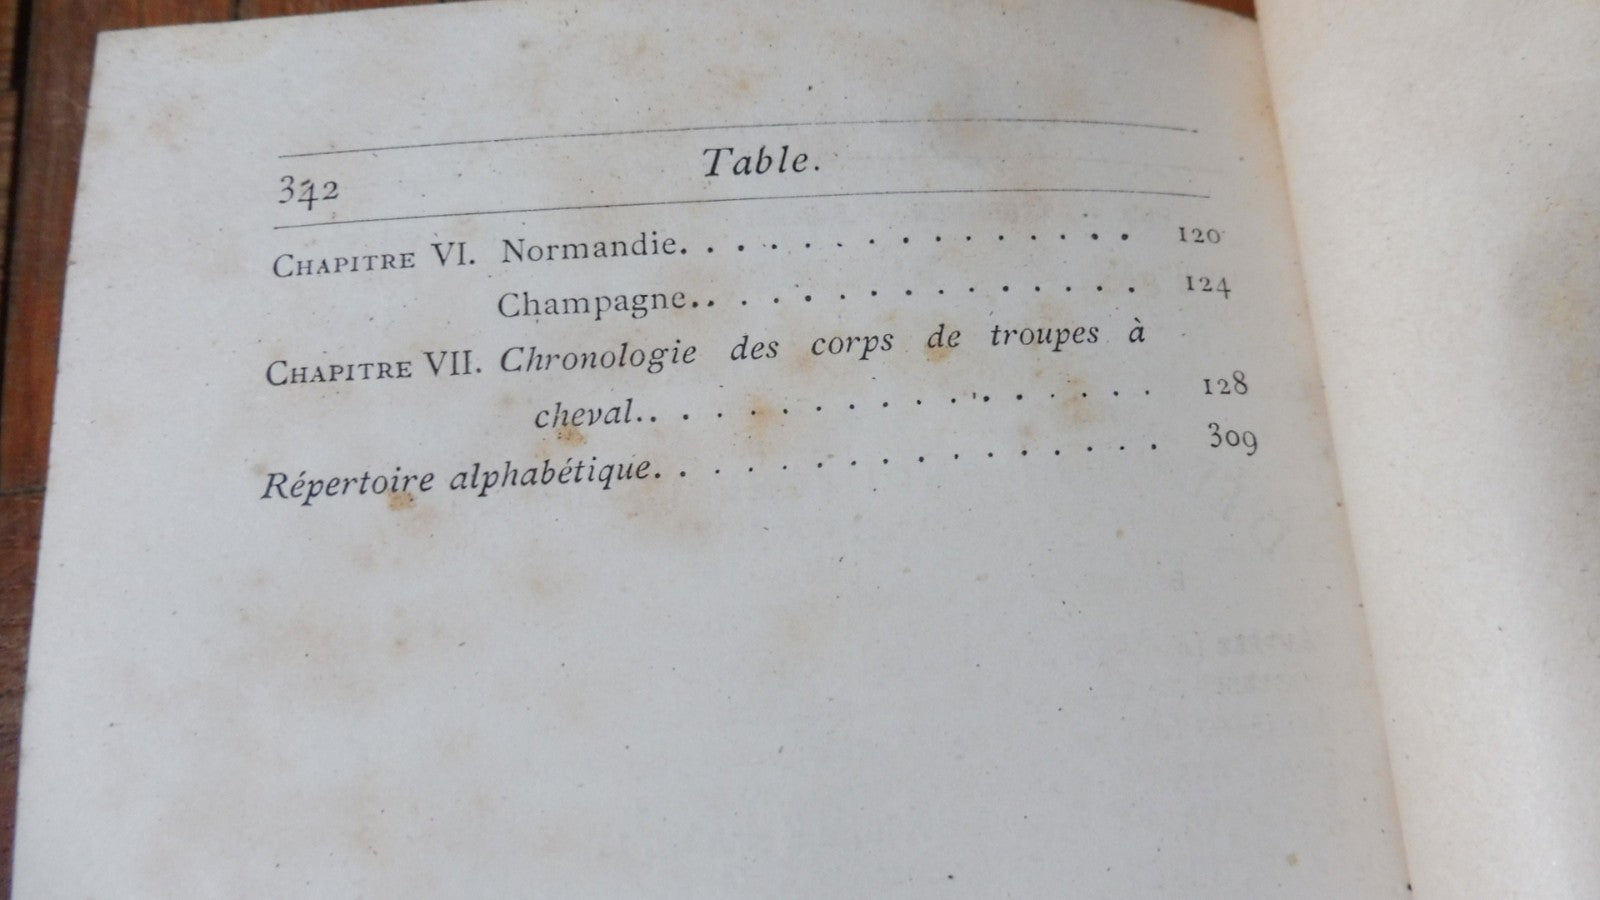 342 Table.
CHAPITRE VI. Normandie. . . . . . . . . . . . . . . 120
Champagne. . . . . . . . . . . . . . . 124
CHAPITRE VII. Chronologie des corps de troupes à
cheval. . . . . . . . . . . . . . . . . 128
Répertoire alphabétique. . . . . . . . . . . . . . . . 309